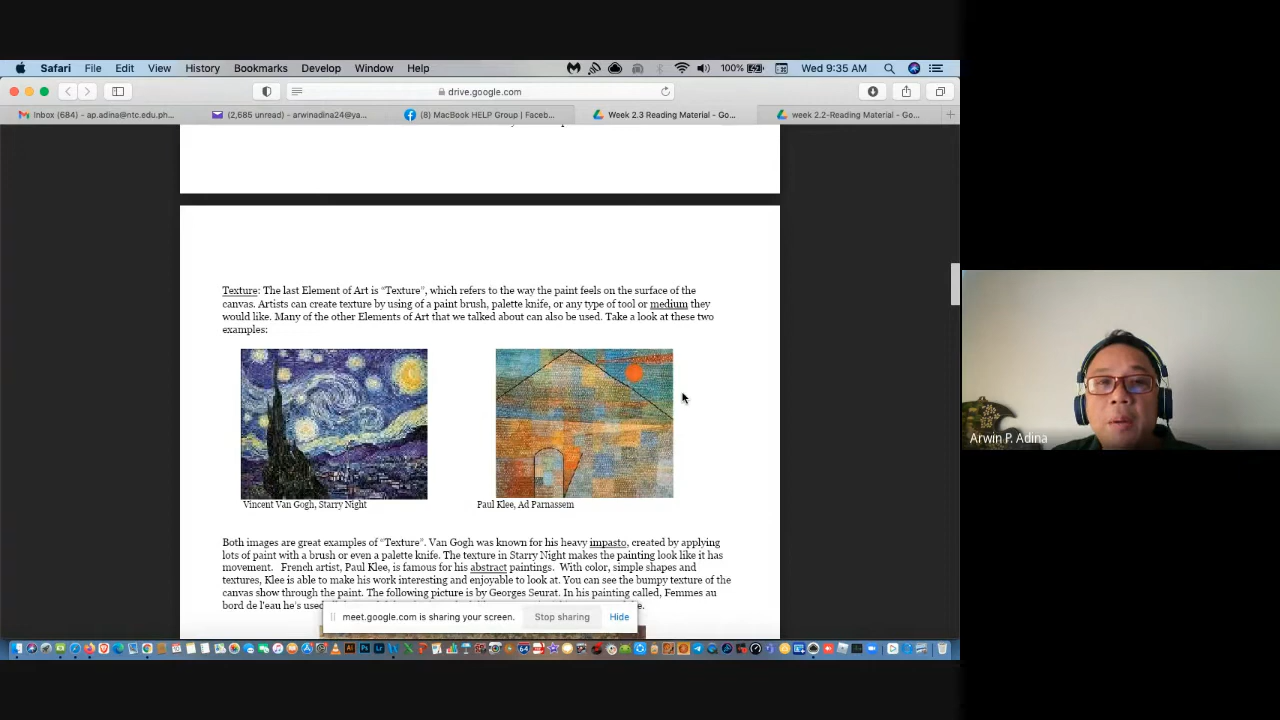 Safari File Edit View History Bookmarks Develop Window Help 100% Wed 9:35 AM
drive.google.com
Inbox (684) - ap.adina@ntc.edu.ph... (2,685 unread) - arwinadina24@ya... (8) MacBook HELP Group | Faceb... Week 2.3 Reading Material - Go... week 2.2-Reading Material - Go...
Texture: The last Element of Art is “Texture”, which refers to the way the paint feels on the surface of the
canvas. Artists can create texture by using of a paint brush, palette knife, or any type of tool or medium they
would like. Many of the other Elements of Art that we talked about can also be used. Take a look at these two
examples:
Vincent Van Gogh, Starry Night Paul Klee, Ad Parnassem
Both images are great examples of “Texture”. Van Gogh was known for his heavy impasto, created by applying
lots of paint with a brush or even a palette knife. The texture in Starry Night makes the painting look like it has
movement. French artist, Paul Klee, is famous for his abstract paintings. With color, simple shapes and
textures, Klee is able to make his work interesting and enjoyable to look at. You can see the bumpy texture of the
canvas show through the paint. The following picture is by Georges Seurat. In his painting called, Femmes au
bord de l'eau he's used
meet.google.com is sharing your screen. Stop sharing Hide
Arwin P. Adina